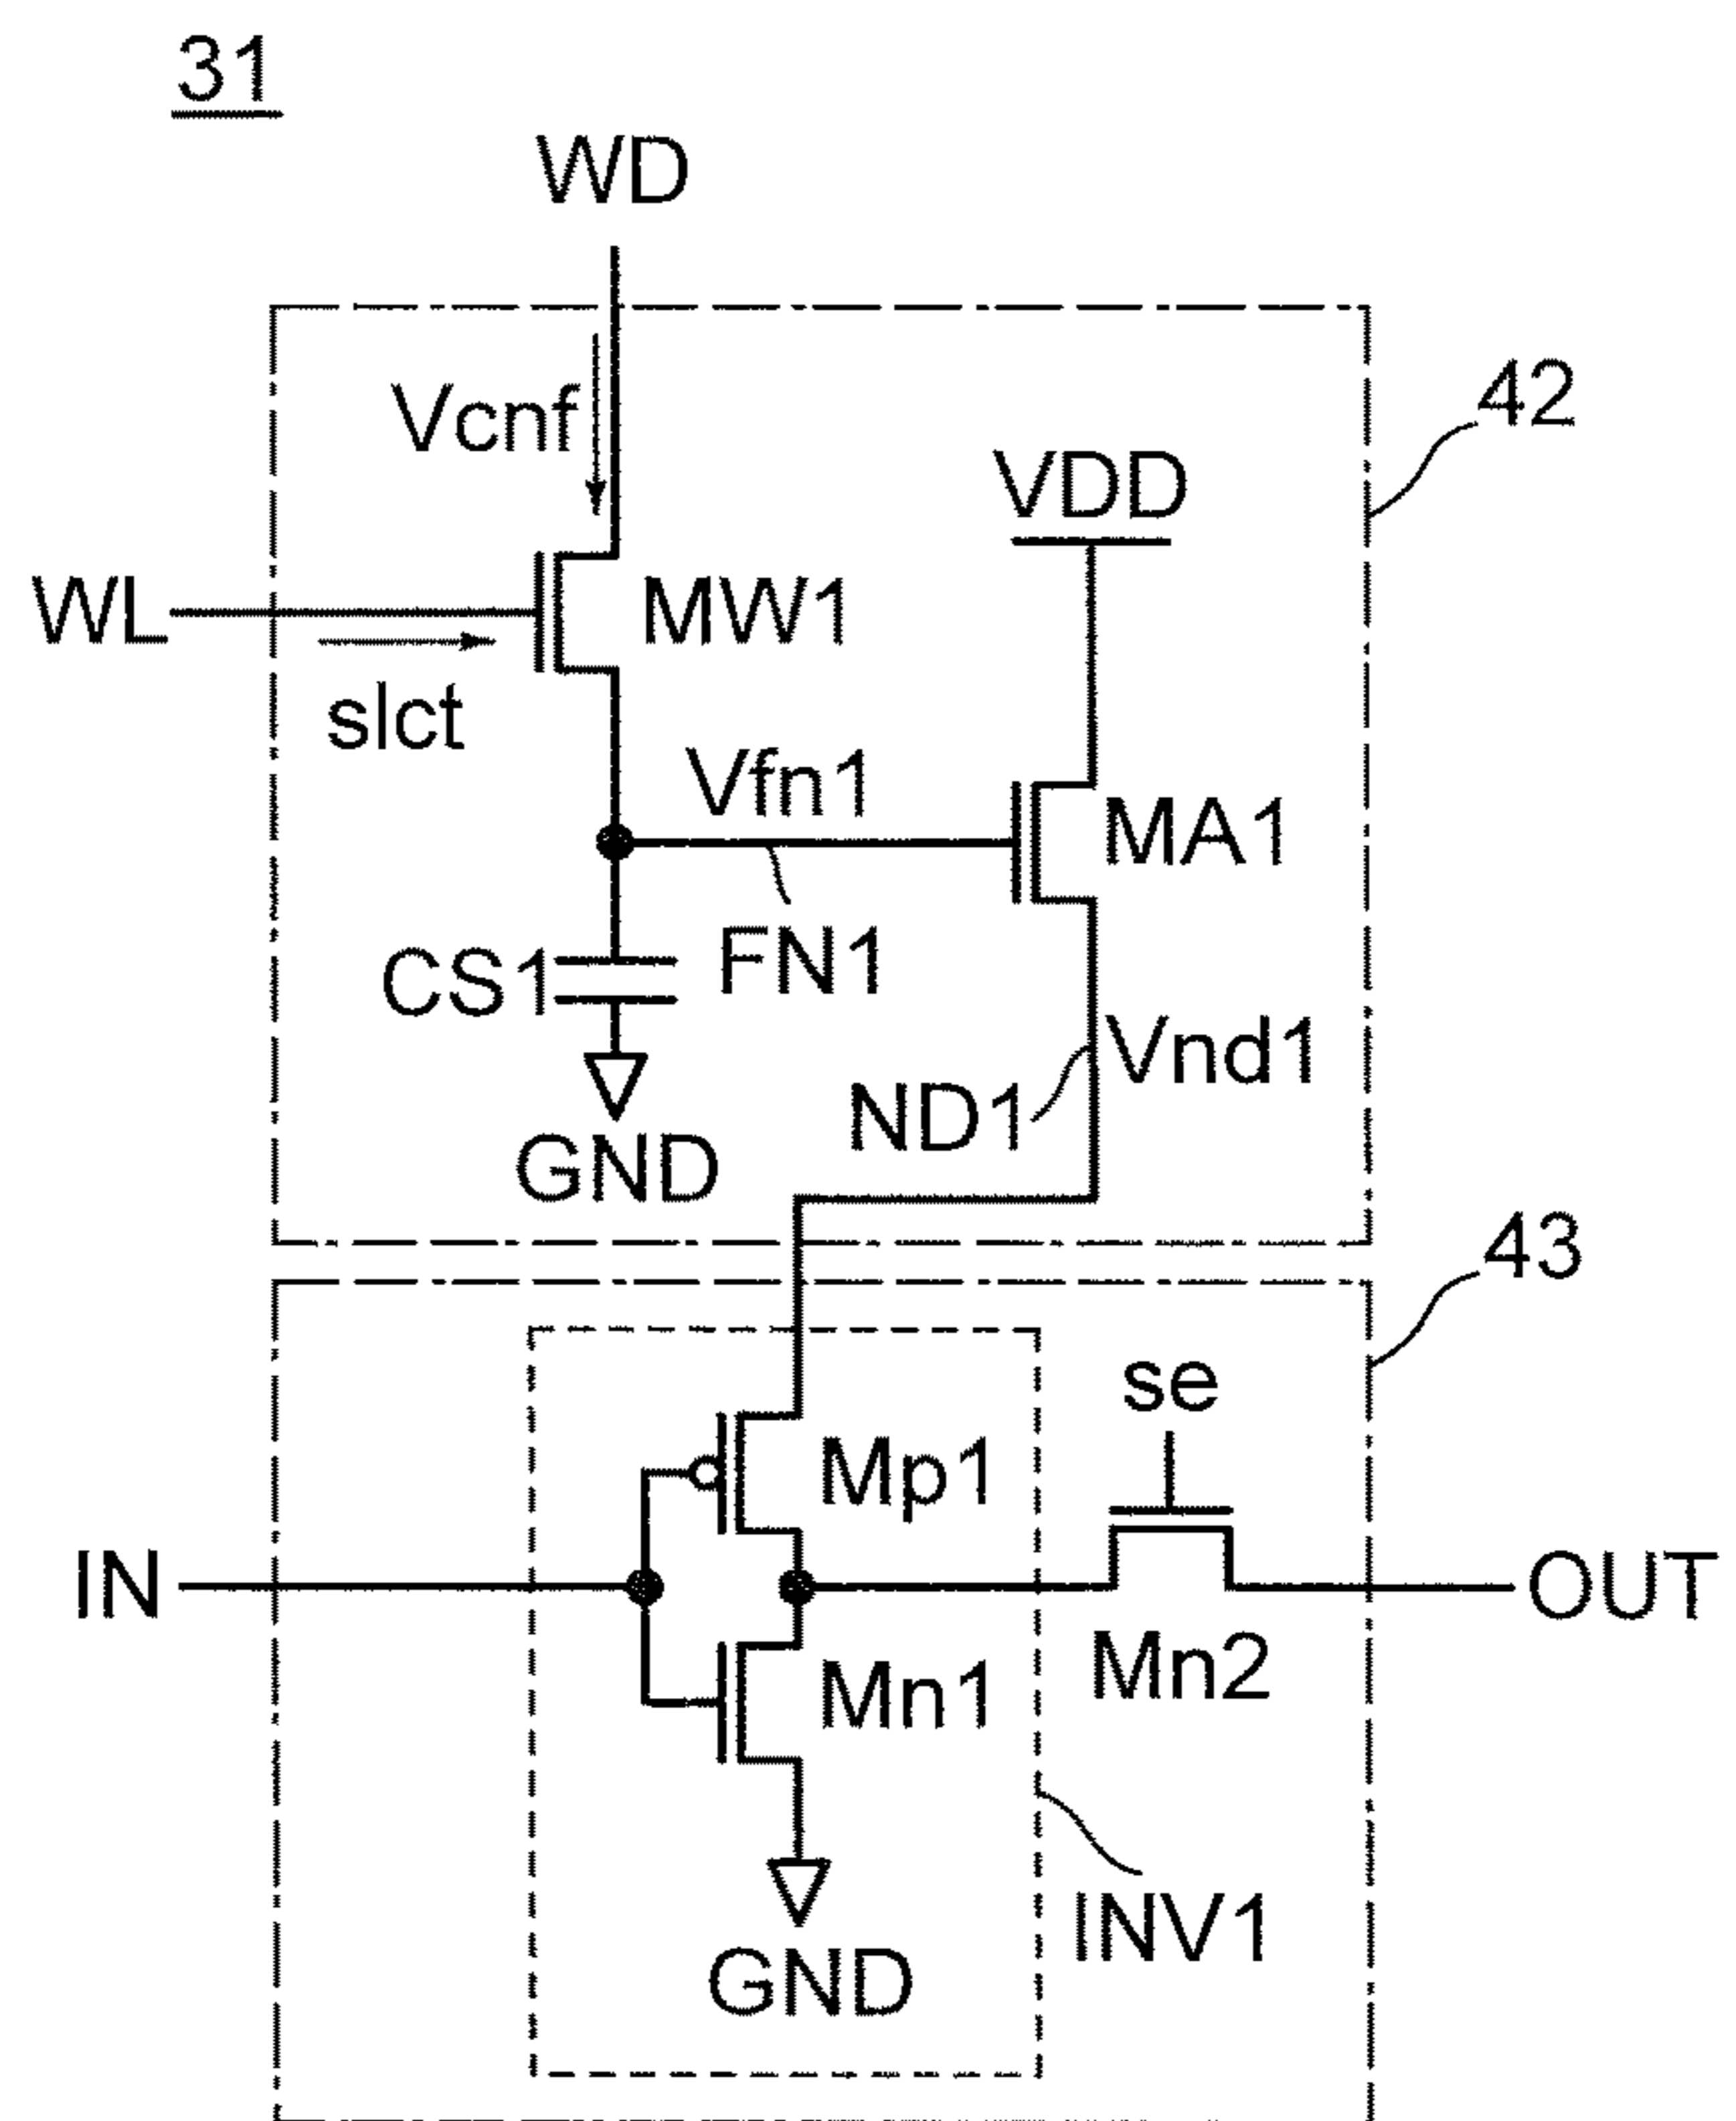 31
WD
Vcnf
42
VDD
WL
MW1
slct
Vfn1
MA1
CS1
FN1
Vnd1
ND1
GND
43
se
Mp1
IN
OUT
Mn2
Mn1
INV1
GND